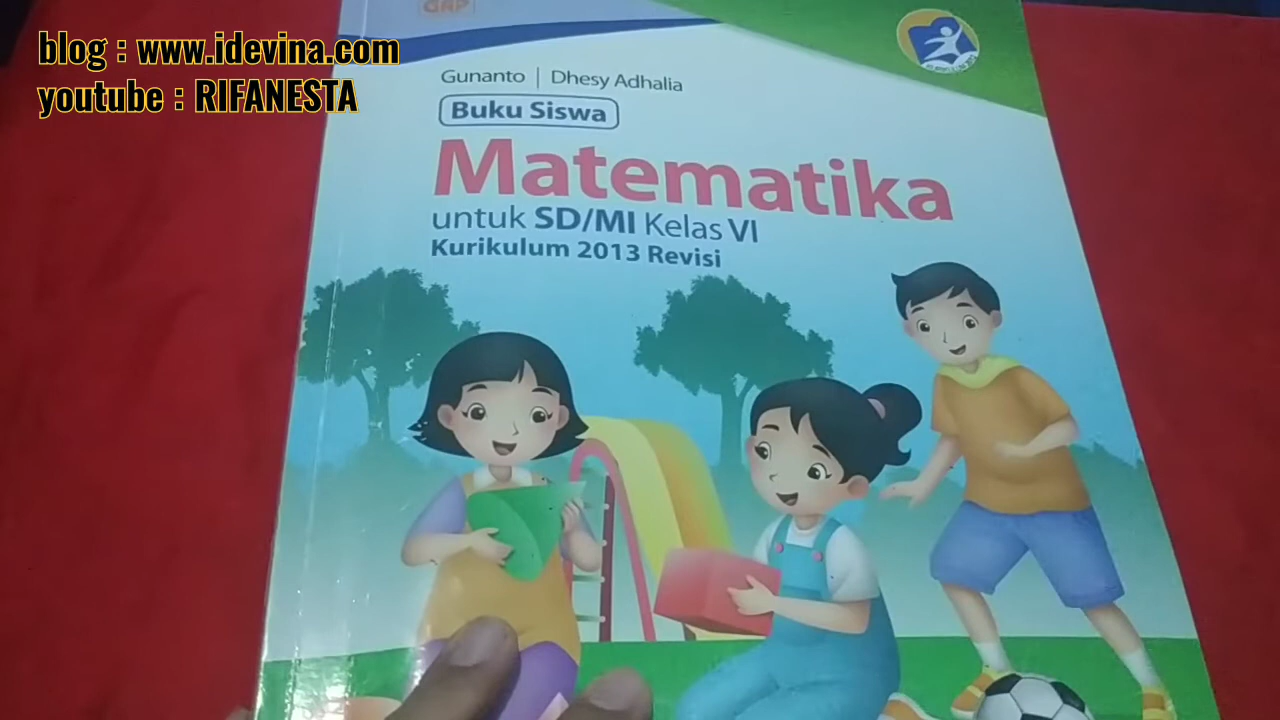 blog : www.idevina.com
youtube : RIFANESTA
GAP
Gunanto | Dhesy Adhalia
Buku Siswa
Matematika
untuk SD/MI Kelas VI
Kurikulum 2013 Revisi